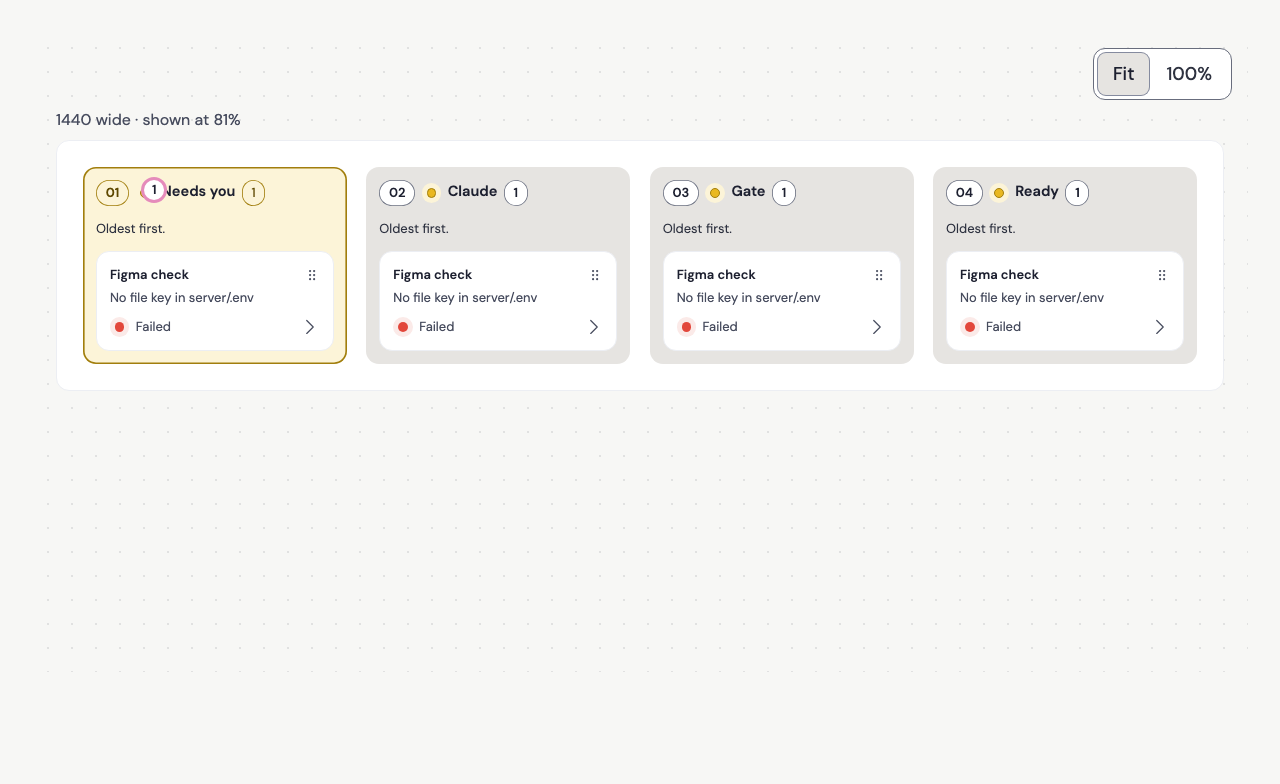 Fit 100%
1440 wide · shown at 81%
01 1 Needs you 1
Oldest first.
Figma check
No file key in server/.env
Failed
02 Claude 1
Oldest first.
Figma check
No file key in server/.env
Failed
03 Gate 1
Oldest first.
Figma check
No file key in server/.env
Failed
04 Ready 1
Oldest first.
Figma check
No file key in server/.env
Failed